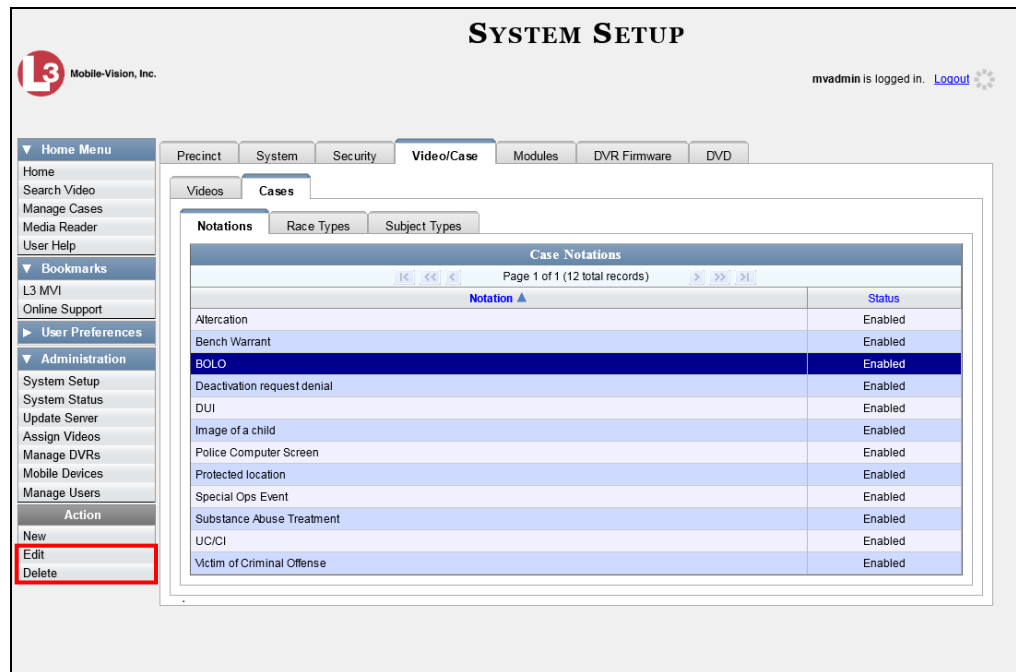 SYSTEM SETUP
L3 Mobile-Vision, Inc.
mvadmin is logged in. Logout
▼ Home Menu
Home
Search Video
Manage Cases
Media Reader
User Help
▼ Bookmarks
L3 MVI
Online Support
▶ User Preferences
▼ Administration
System Setup
System Status
Update Server
Assign Videos
Manage DVRs
Mobile Devices
Manage Users
Action
New
Edit
Delete
Precinct System Security Video/Case Modules DVR Firmware DVD
Videos Cases
Notations Race Types Subject Types
Case Notations
|< << < Page 1 of 1 (12 total records) > >> >|
Notation ▲ Status
Altercation Enabled
Bench Warrant Enabled
BOLO Enabled
Deactivation request denial Enabled
DUI Enabled
Image of a child Enabled
Police Computer Screen Enabled
Protected location Enabled
Special Ops Event Enabled
Substance Abuse Treatment Enabled
UC/CI Enabled
Victim of Criminal Offense Enabled